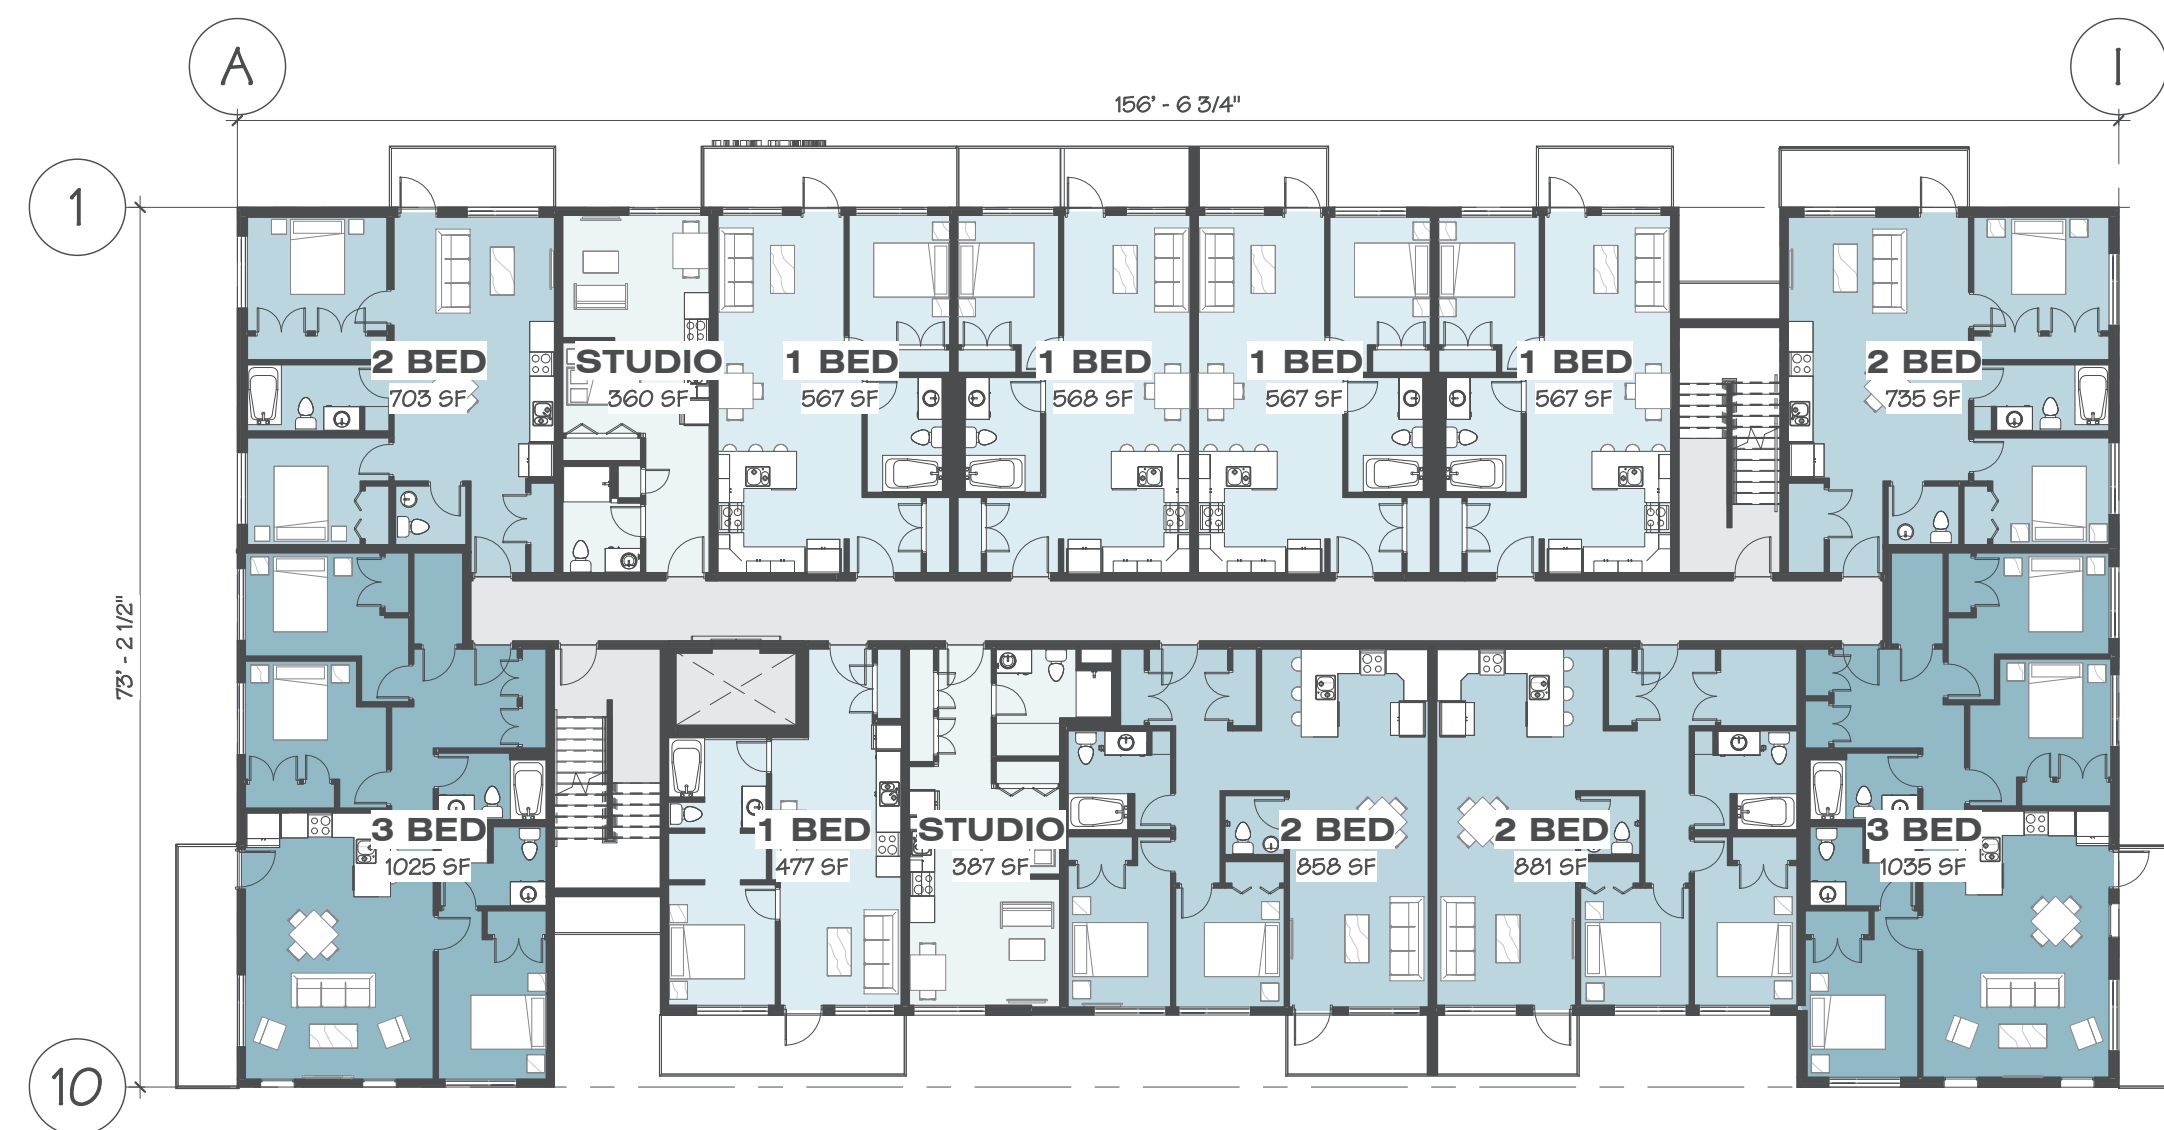 A
I
156' - 6 3/4"
1
2 BED
703 SF
STUDIO
360 SF
1 BED
567 SF
1 BED
568 SF
1 BED
567 SF
1 BED
567 SF
2 BED
735 SF
73' - 2 1/2"
3 BED
1025 SF
1 BED
477 SF
STUDIO
387 SF
2 BED
858 SF
2 BED
881 SF
3 BED
1035 SF
10